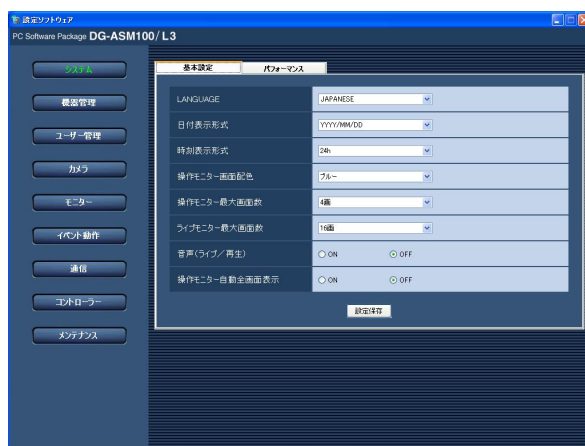 設定ソフトウェア
PC Software Package DG-ASM100/L3
システム
機器管理
ユーザー管理
カメラ
モニター
イベント動作
通信
コントローラー
メンテナンス
基本設定 パフォーマンス
LANGUAGE JAPANESE
日付表示形式 YYYY/MM/DD
時刻表示形式 24h
操作モニター画面配色 ブルー
操作モニター最大画面数 4画
ライブモニター最大画面数 16画
音声(ライブ/再生) ON OFF
操作モニター自動全画面表示 ON OFF
設定保存